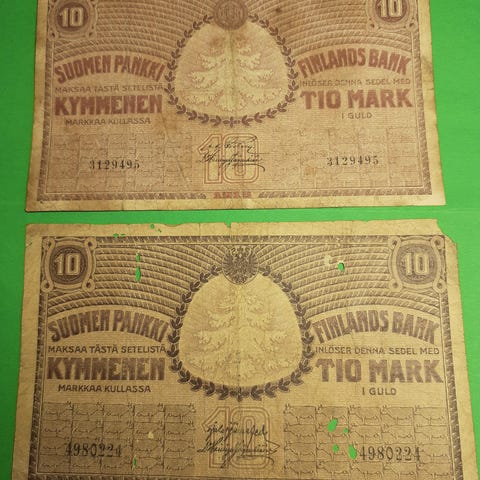 10 10
SUOMEN PANKKI FINLANDS BANK
MAKSAA TÄSTÄ SETELISTÄ INLÖSER DENNA SEDEL MED
KYMMENEN TIO MARK
MARKKAA KULLASSA I GULD
10
3129495 3129495
10 10
SUOMEN PANKKI FINLANDS BANK
MAKSAA TÄSTÄ SETELISTÄ INLÖSER DENNA SEDEL MED
KYMMENEN TIO MARK
MARKKAA KULLASSA I GULD
10
4980224 4980224